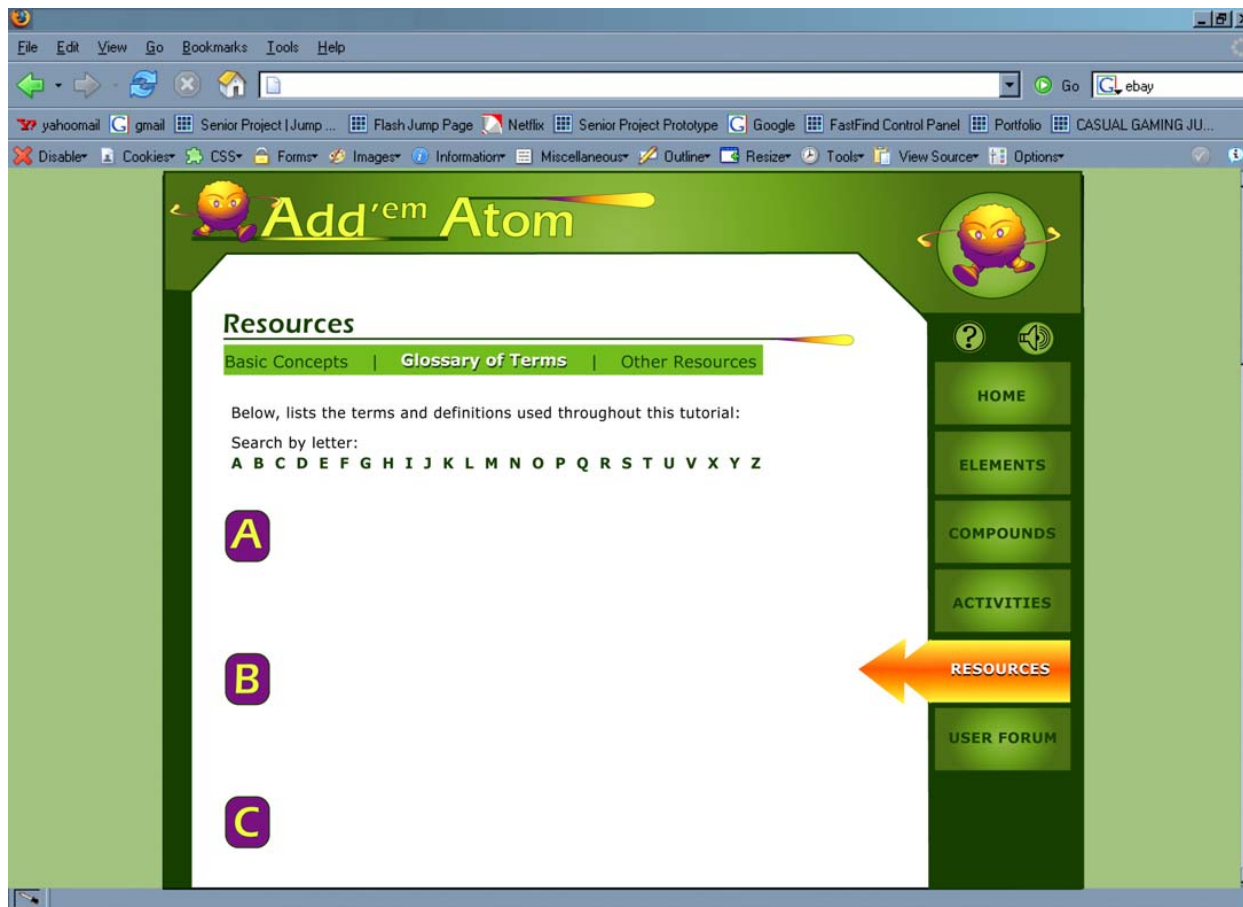 File Edit View Go Bookmarks Tools Help
Go ebay
yahoomail gmail Senior Project | Jump ... Flash Jump Page Netflix Senior Project Prototype Google FastFind Control Panel Portfolio CASUAL GAMING JU...
Disable Cookies CSS Forms Images Information Miscellaneous Outline Resize Tools View Source Options
Add'em Atom
Resources
Basic Concepts | Glossary of Terms | Other Resources
Below, lists the terms and definitions used throughout this tutorial:
Search by letter:
A B C D E F G H I J K L M N O P Q R S T U V X Y Z
A
B
C
?
HOME
ELEMENTS
COMPOUNDS
ACTIVITIES
RESOURCES
USER FORUM